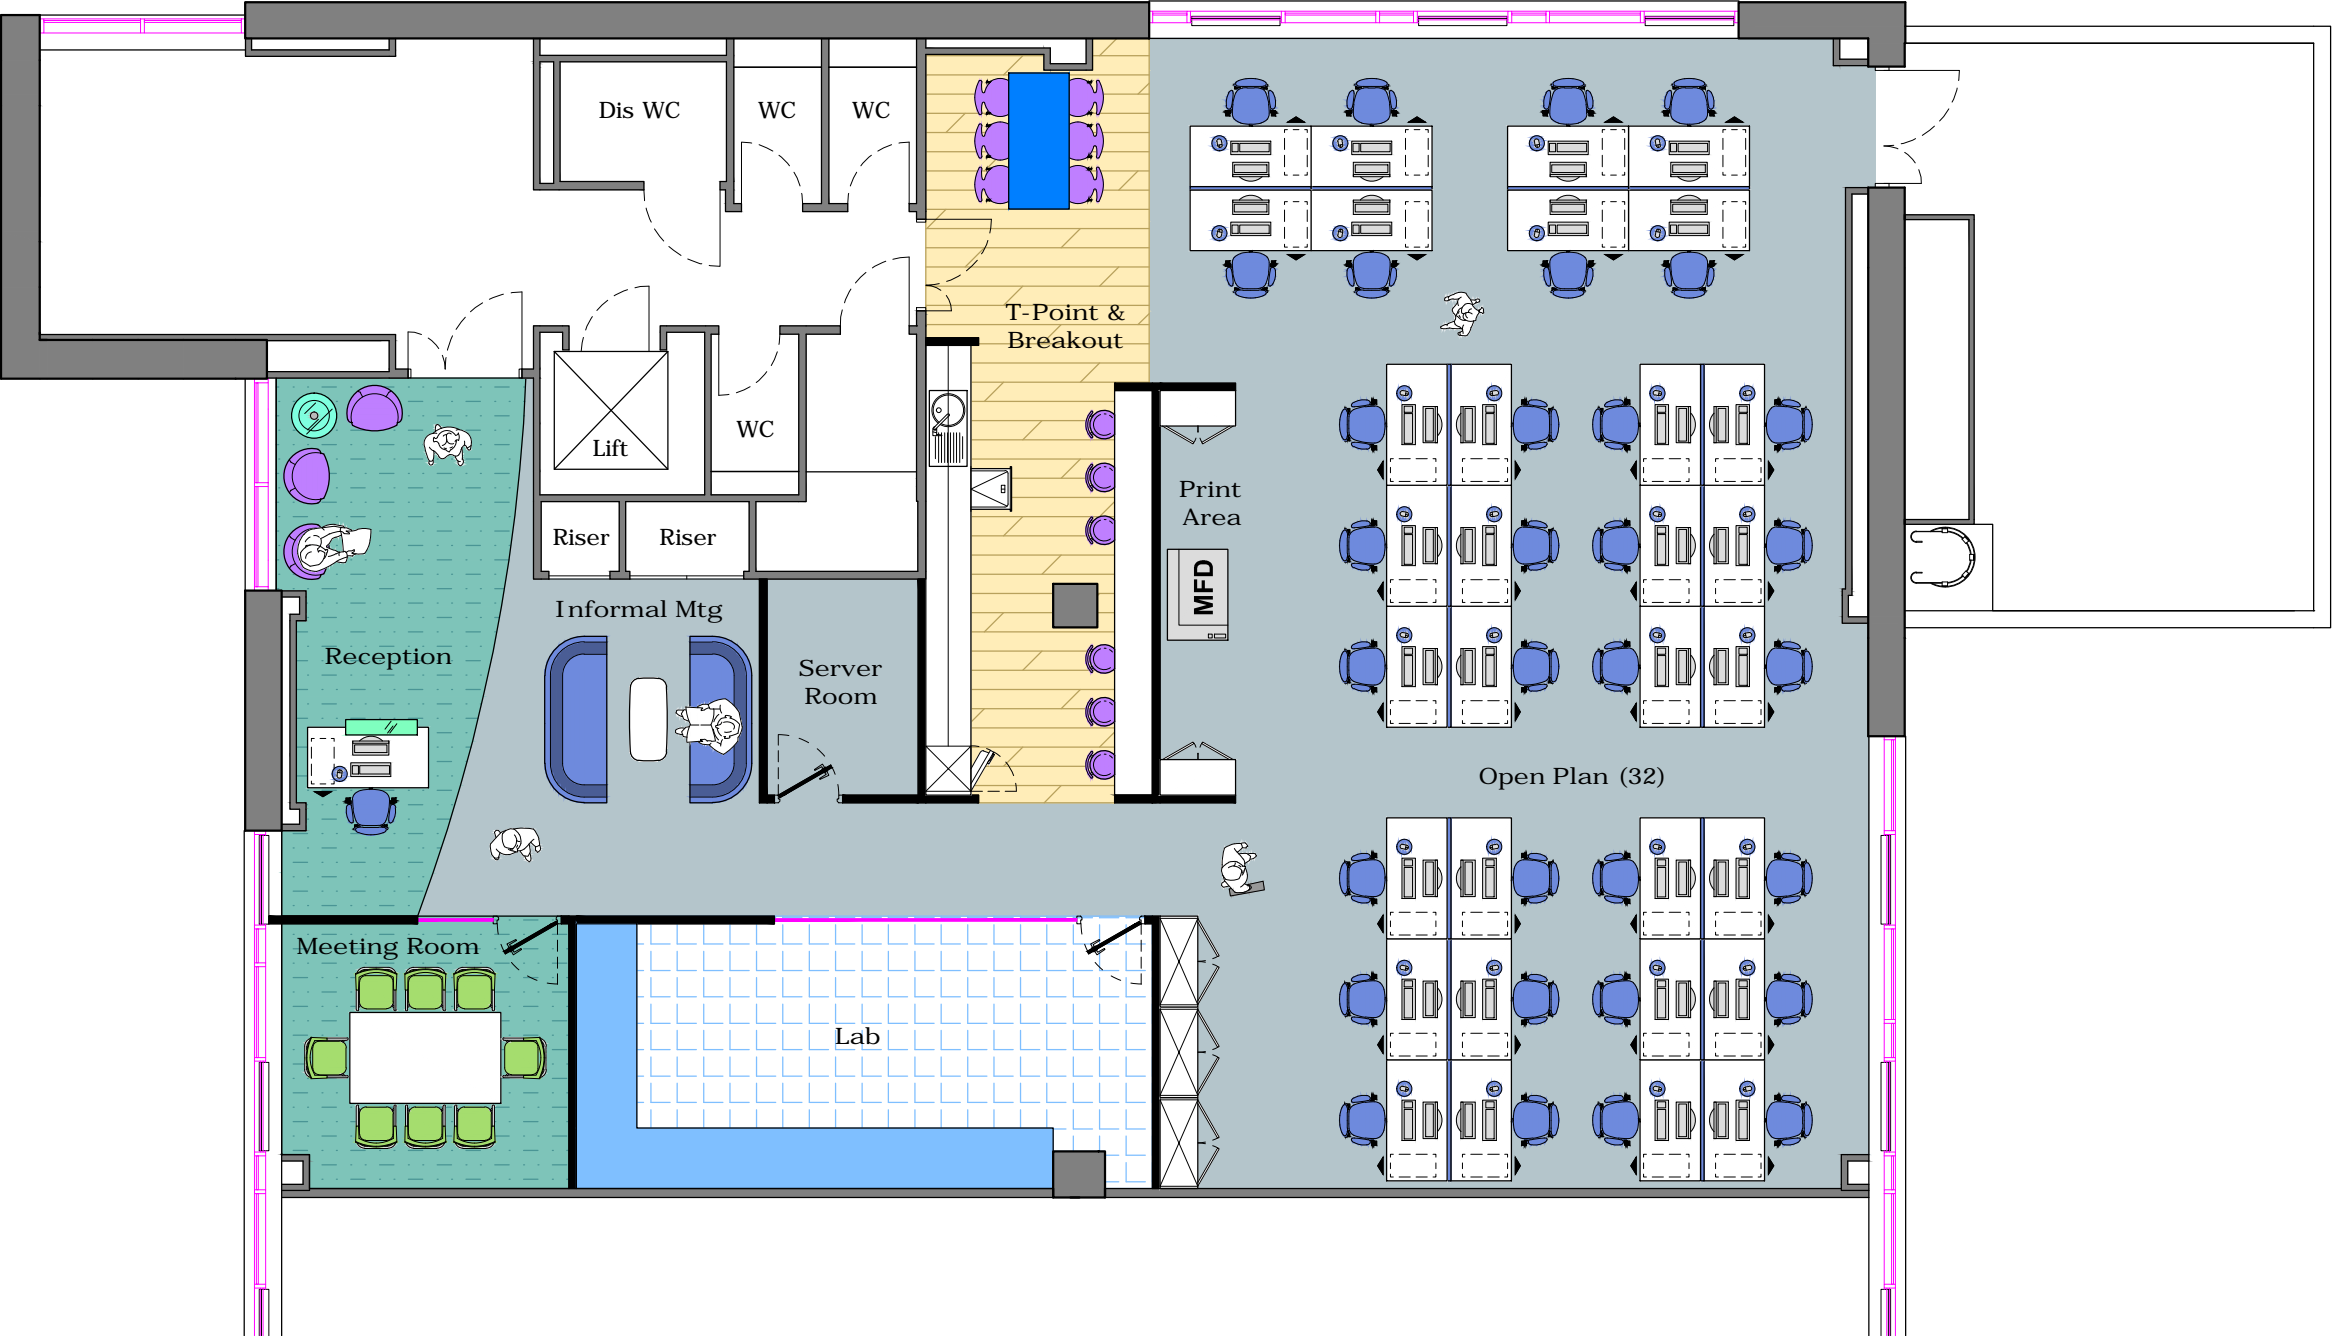 Dis WC
WC
WC
T-Point &
Breakout
WC
Lift
Riser
Riser
Print
Area
MFD
Informal Mtg
Reception
Server
Room
Open Plan (32)
Meeting Room
Lab